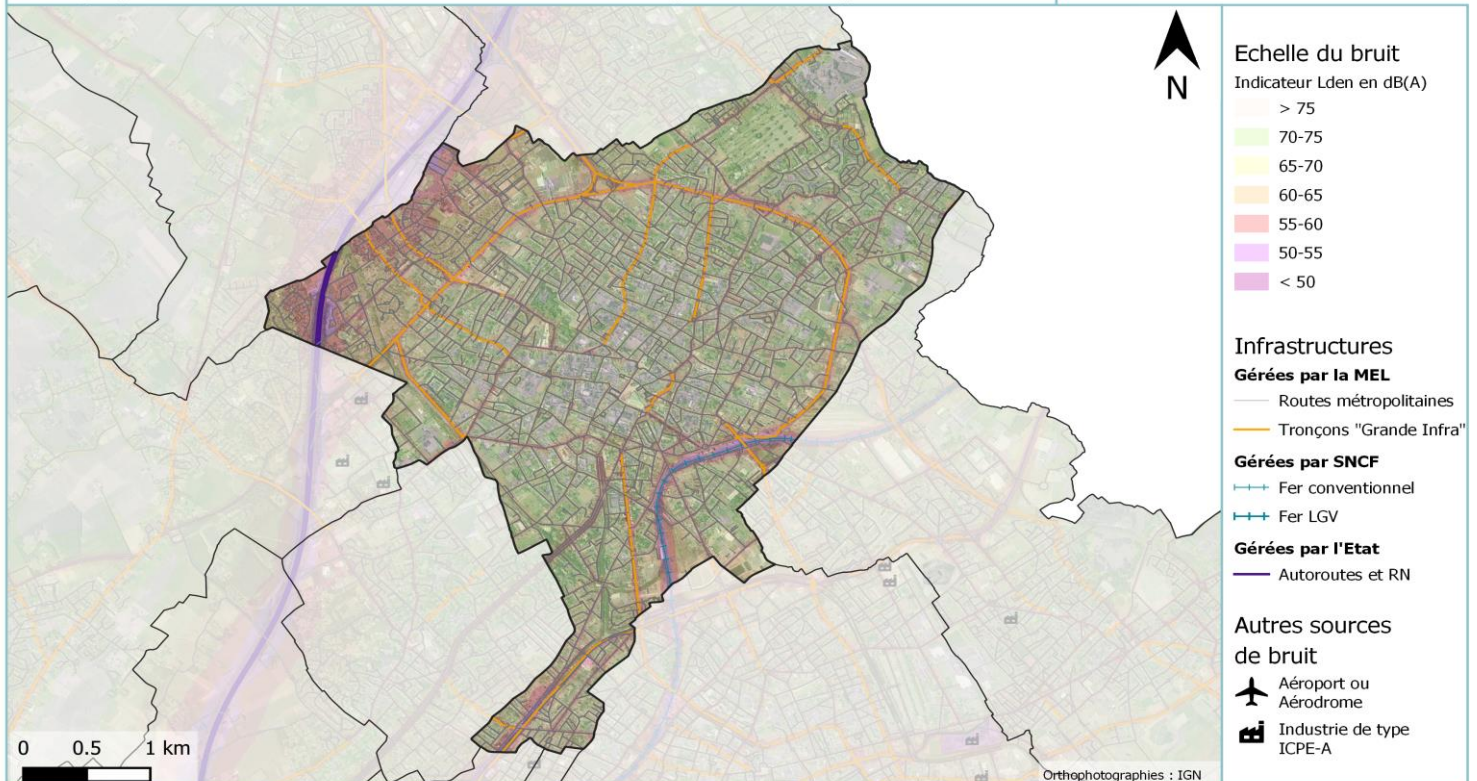 N
0 0.5 1 km
Orthophotographies : IGN
Echelle du bruit
Indicateur Lden en dB(A)
> 75
70-75
65-70
60-65
55-60
50-55
< 50
Infrastructures
Gérées par la MEL
Routes métropolitaines
Tronçons "Grande Infra"
Gérées par SNCF
Fer conventionnel
Fer LGV
Gérées par l'Etat
Autoroutes et RN
Autres sources
de bruit
Aéroport ou
Aérodrome
Industrie de type
ICPE-A